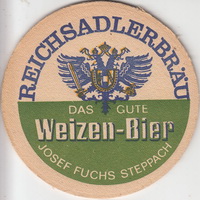 REICHSADLERBRÄU
DAS GUTE
Weizen-Bier
JOSEF FUCHS STEPPACH